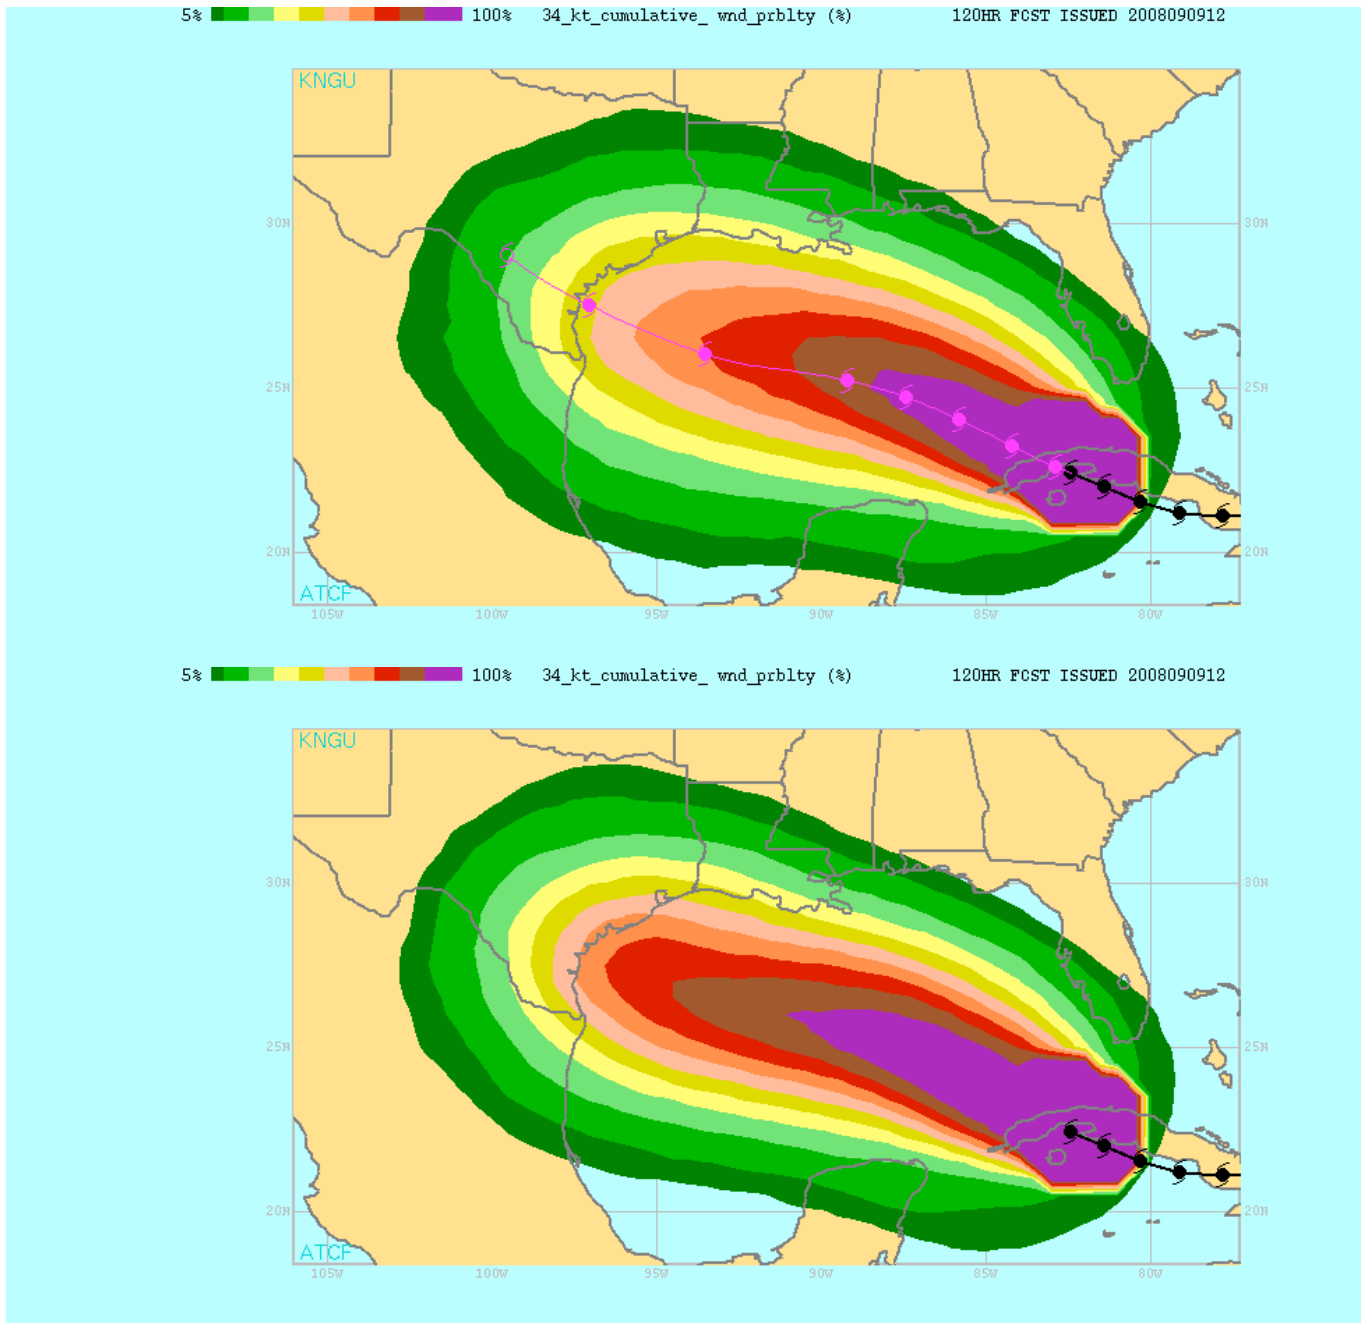 5% 100% 34_kt_cumulative_ wnd_prblty (%) 120HR FCST ISSUED 2008090912
KNGU
30N 30N
25N 25N
20N 20N
ATCF
105W 100W 95W 90W 85W 80W
5% 100% 34_kt_cumulative_ wnd_prblty (%) 120HR FCST ISSUED 2008090912
KNGU
30N 30N
25N 25N
20N 20N
ATCF
105W 100W 95W 90W 85W 80W